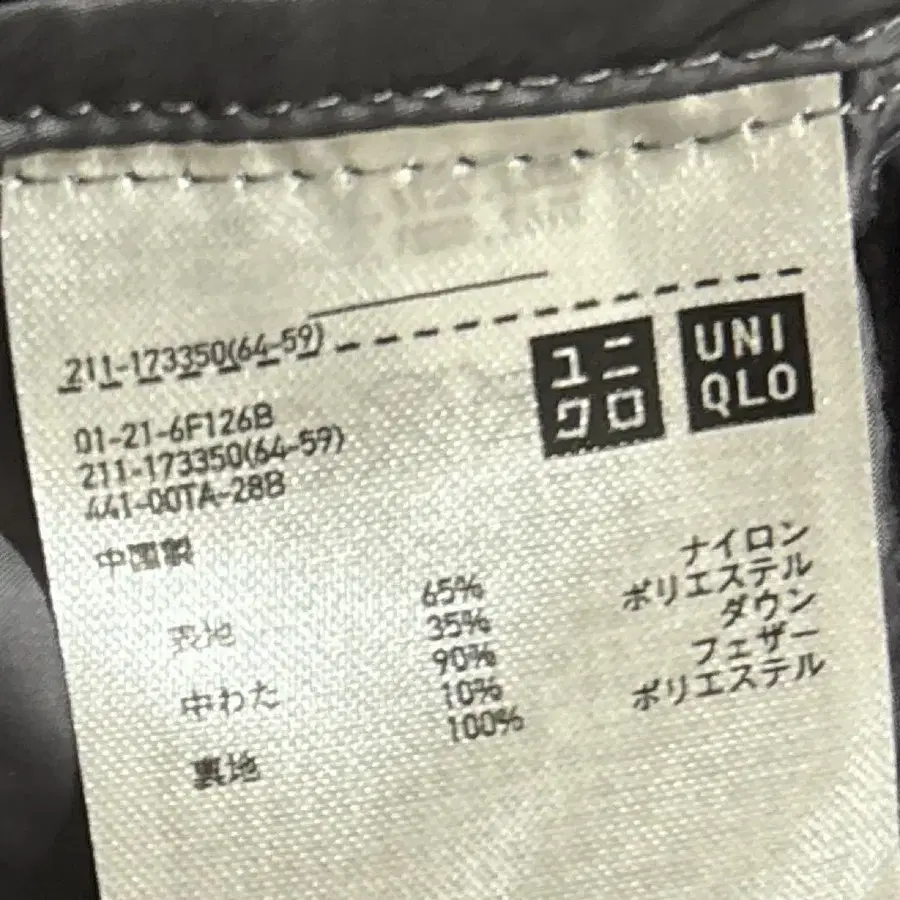 211-173350(64-59)
ユニクロ
UNIQLO
01-21-6F126B
211-173350(64-59)
441-00TA-28B
中国製
表地 65% ナイロン
35% ポリエステル
中わた 90% ダウン
10% フェザー
裏地 100% ポリエステル